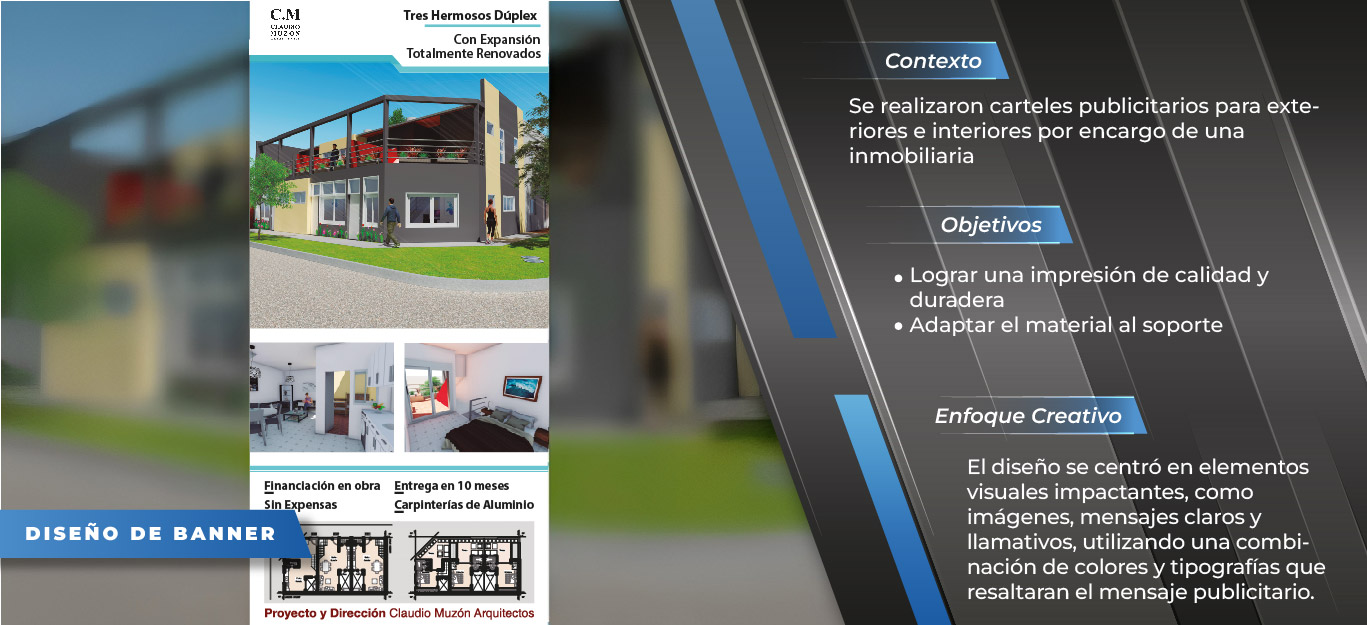 C.M
CLAUDIO
MUZÓN
Tres Hermosos Dúplex
Con Expansión
Totalmente Renovados
Financiación en obra
Entrega en 10 meses
Sin Expensas
Carpinterías de Aluminio
DISEÑO DE BANNER
Proyecto y Dirección Claudio Muzón Arquitectos
Contexto
Se realizaron carteles publicitarios para exte-
riores e interiores por encargo de una
inmobiliaria
Objetivos
• Lograr una impresión de calidad y
duradera
• Adaptar el material al soporte
Enfoque Creativo
El diseño se centró en elementos
visuales impactantes, como
imágenes, mensajes claros y
llamativos, utilizando una combi-
nación de colores y tipografías que
resaltaran el mensaje publicitario.